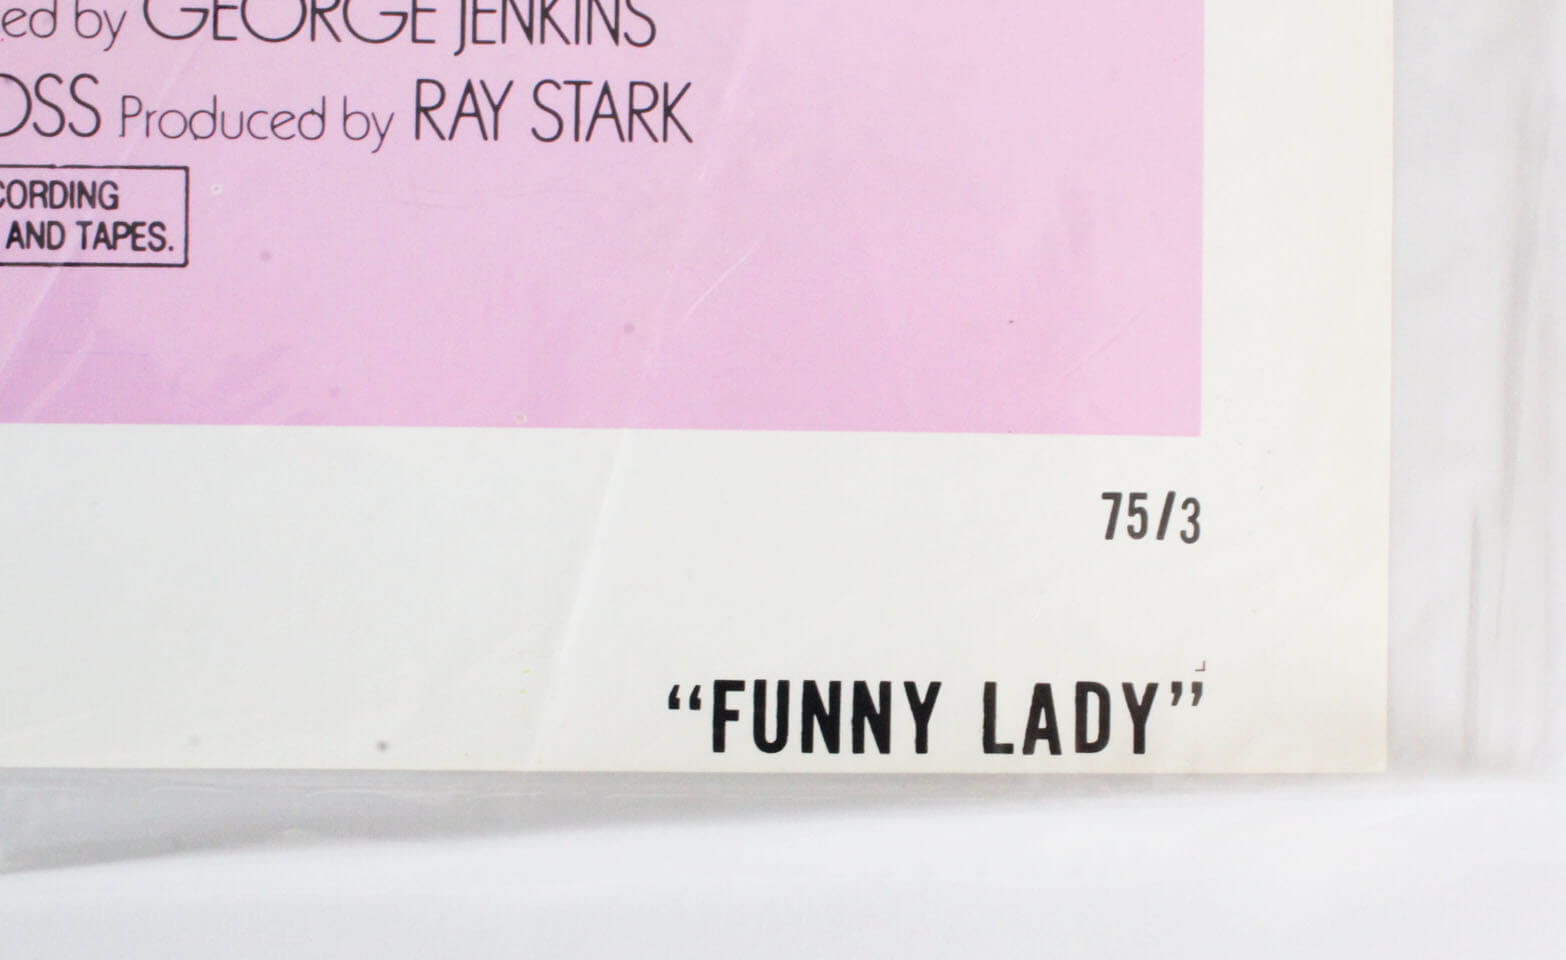 ed by GEORGE JENKINS
OSS Produced by RAY STARK
CORDING
AND TAPES.
75/3
“FUNNY LADY”